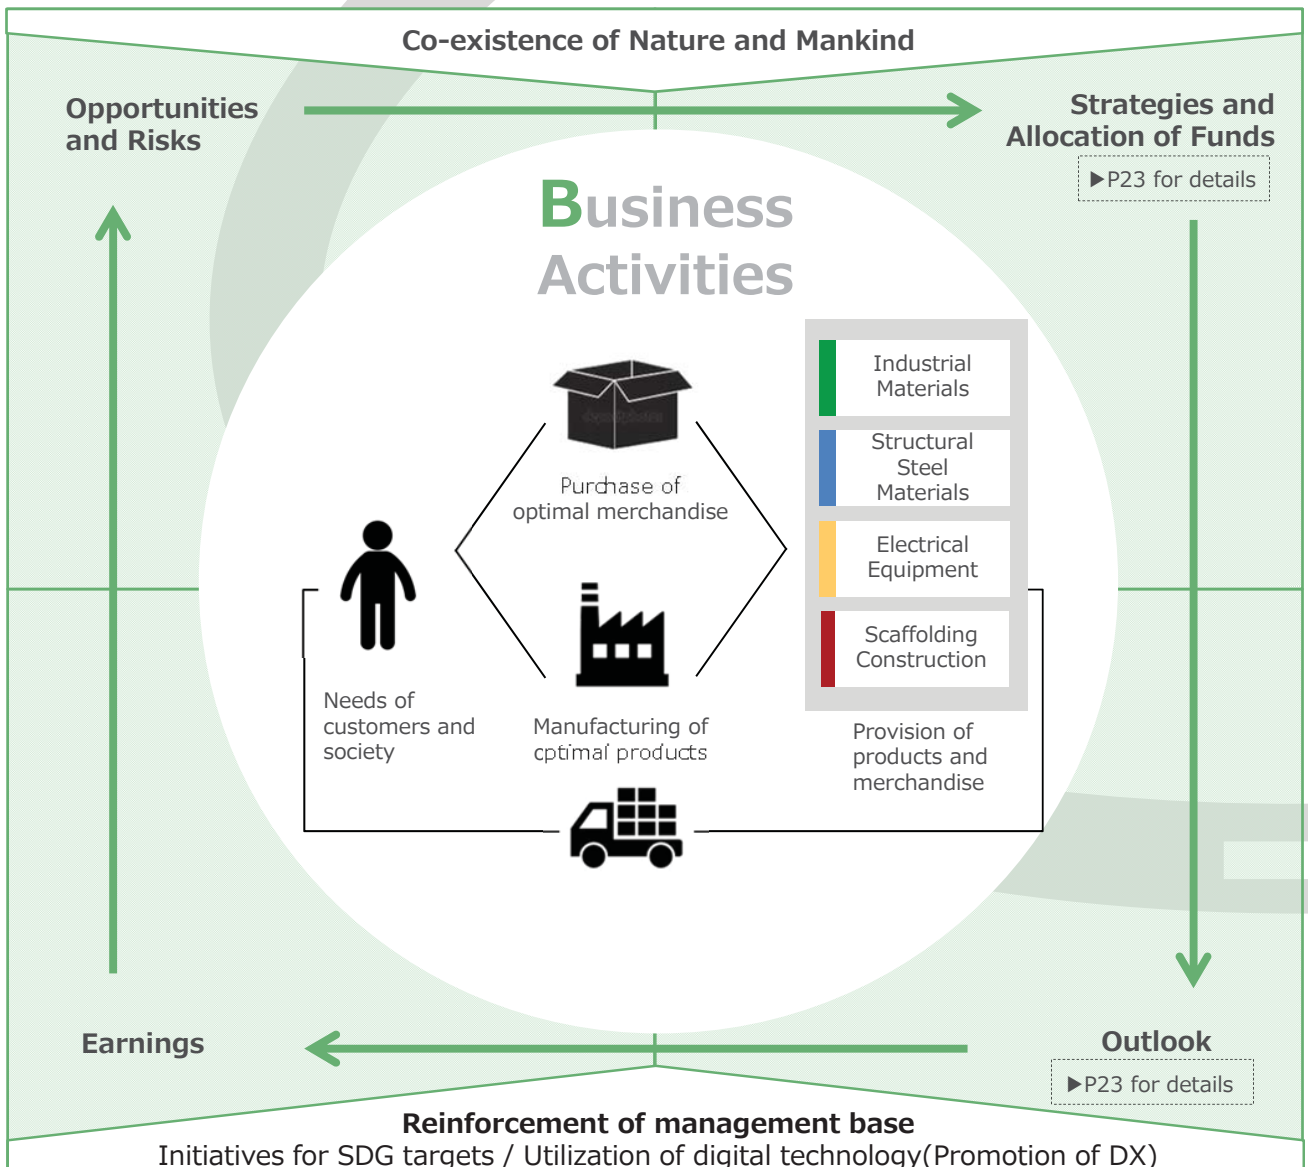 Co-existence of Nature and Mankind
Opportunities
and Risks
Strategies and
Allocation of Funds
▶P23 for details
Business
Activities
Industrial
Materials
Structural
Steel
Materials
Electrical
Equipment
Scaffolding
Construction
Purchase of
optimal merchandise
Needs of
customers and
society
Manufacturing of
optimal products
Provision of
products and
merchandise
Earnings
Outlook
▶P23 for details
Reinforcement of management base
Initiatives for SDG targets / Utilization of digital technology(Promotion of DX)